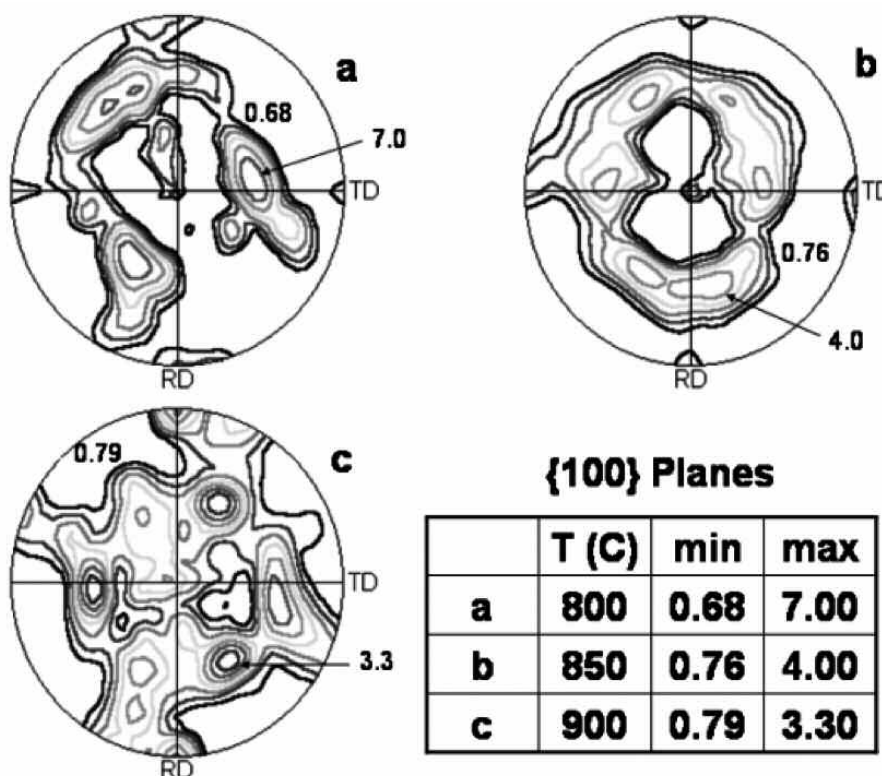 a
0.68
7.0
TD
RD
b
TD
0.76
4.0
RD
c
0.79
TD
3.3
RD
{100} Planes
T (C) min max
a 800 0.68 7.00
b 850 0.76 4.00
c 900 0.79 3.30